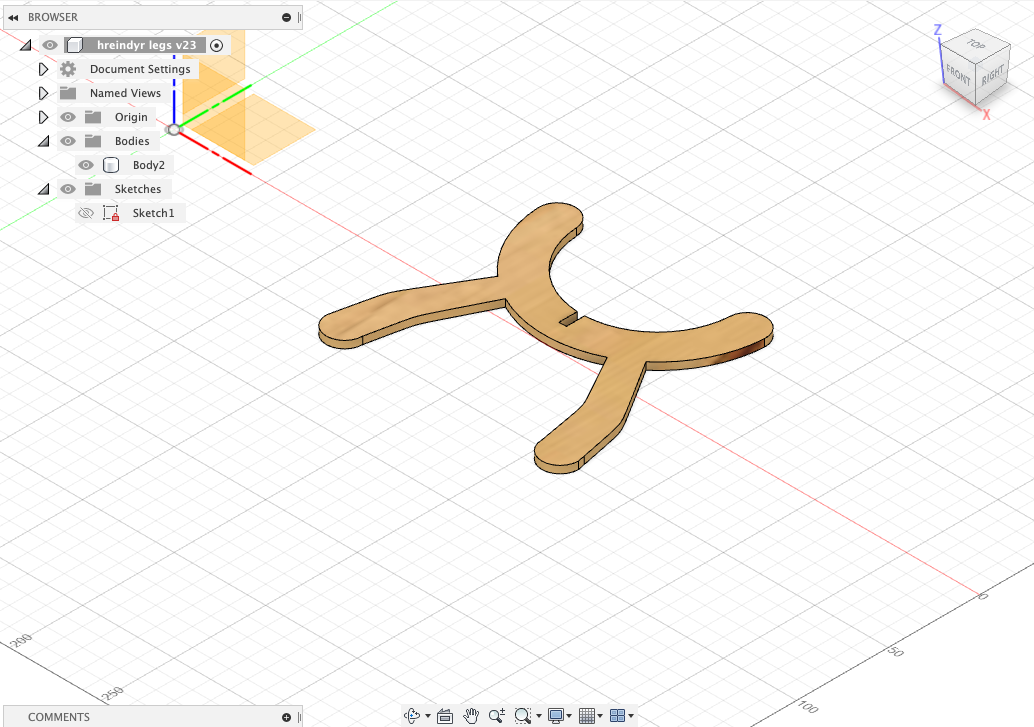 BROWSER
hreindyr legs v23
Document Settings
Named Views
Origin
Bodies
Body2
Sketches
Sketch1
Z
TOP
FRONT
RIGHT
X
0
50
100
200
250
COMMENTS